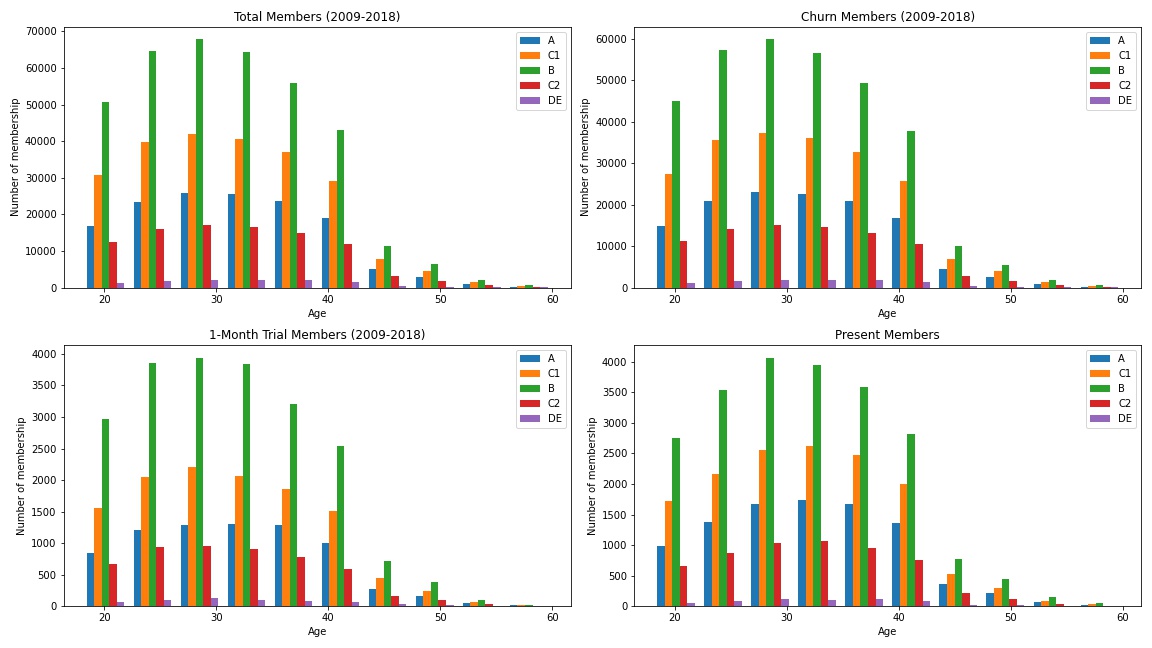 Total Members (2009-2018)
70000
60000
50000
40000
30000
20000
10000
0
Number of membership
20 30 40 50 60
Age
A
C1
B
C2
DE
Churn Members (2009-2018)
60000
50000
40000
30000
20000
10000
0
Number of membership
20 30 40 50 60
Age
A
C1
B
C2
DE
1-Month Trial Members (2009-2018)
4000
3500
3000
2500
2000
1500
1000
500
0
Number of membership
20 30 40 50 60
Age
A
C1
B
C2
DE
Present Members
4000
3500
3000
2500
2000
1500
1000
500
0
Number of membership
20 30 40 50 60
Age
A
C1
B
C2
DE